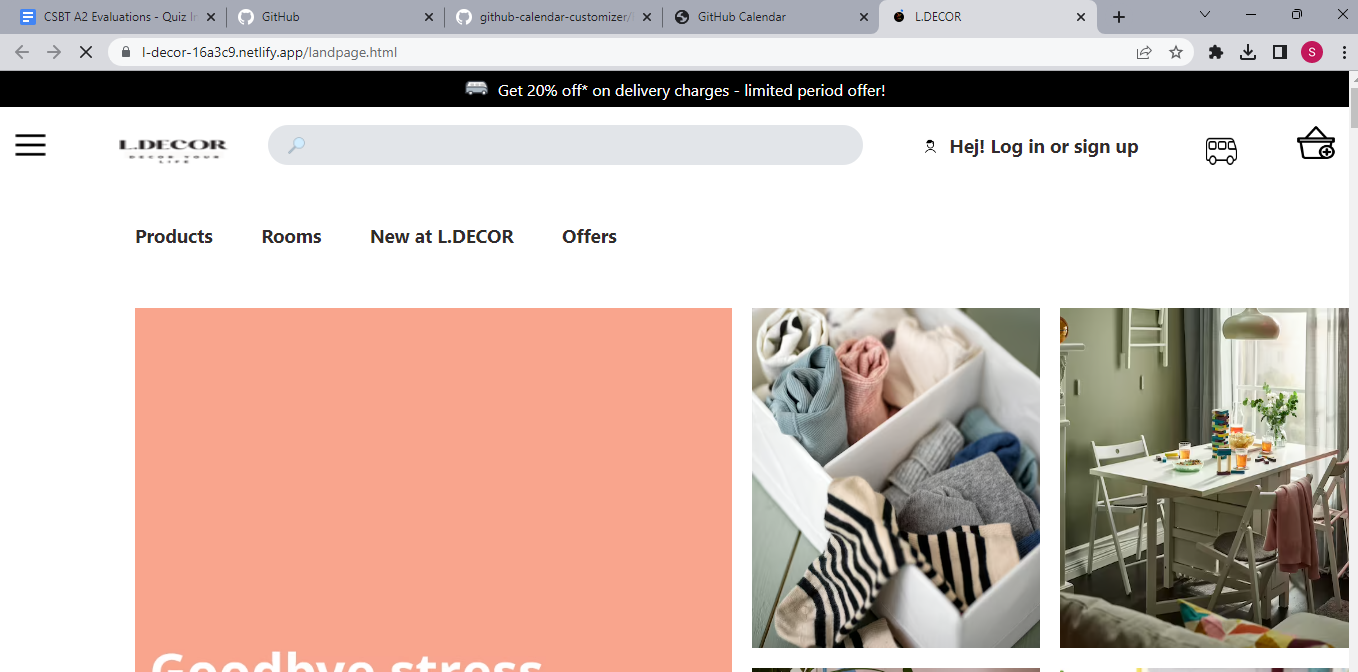 CSBT A2 Evaluations - Quiz In
GitHub
github-calendar-customizer/
GitHub Calendar
L.DECOR
l-decor-16a3c9.netlify.app/landpage.html
S
Get 20% off* on delivery charges - limited period offer!
L.DECOR
DECOR YOUR
LIFE
Hej! Log in or sign up
Products
Rooms
New at L.DECOR
Offers
Goodbye stress